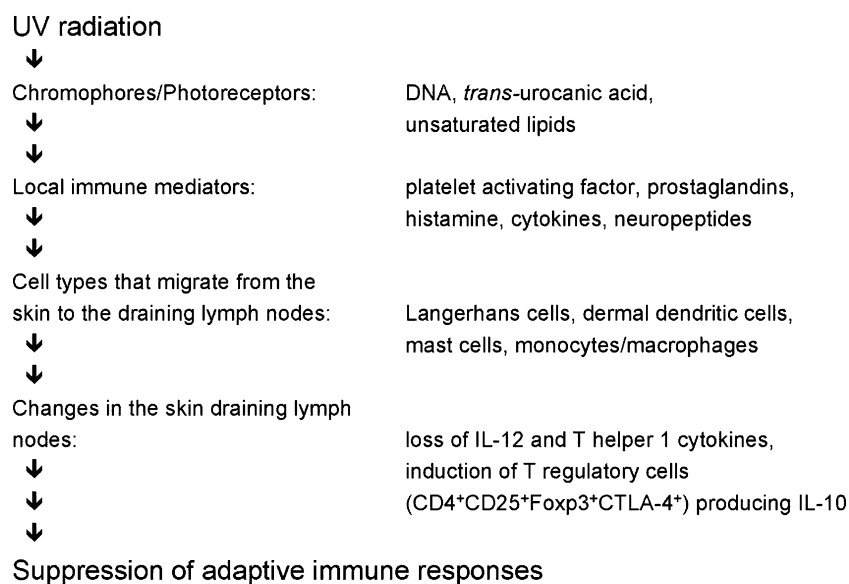 UV radiation
Chromophores/Photoreceptors: DNA, trans-urocanic acid,
unsaturated lipids
Local immune mediators: platelet activating factor, prostaglandins,
histamine, cytokines, neuropeptides
Cell types that migrate from the
skin to the draining lymph nodes: Langerhans cells, dermal dendritic cells,
mast cells, monocytes/macrophages
Changes in the skin draining lymph
nodes: loss of IL-12 and T helper 1 cytokines,
induction of T regulatory cells
(CD4⁺CD25⁺Foxp3⁺CTLA-4⁺) producing IL-10
Suppression of adaptive immune responses